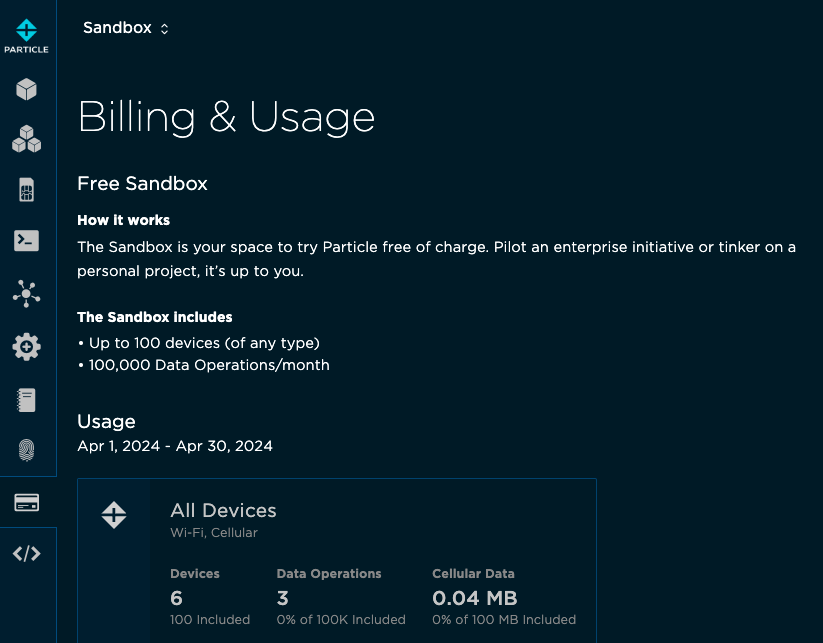 Sandbox
PARTICLE
Billing & Usage
Free Sandbox
How it works
The Sandbox is your space to try Particle free of charge. Pilot an enterprise initiative or tinker on a
personal project, it's up to you.
The Sandbox includes
• Up to 100 devices (of any type)
• 100,000 Data Operations/month
Usage
Apr 1, 2024 - Apr 30, 2024
All Devices
Wi-Fi, Cellular
Devices Data Operations Cellular Data
6 3 0.04 MB
100 Included 0% of 100K Included 0% of 100 MB Included